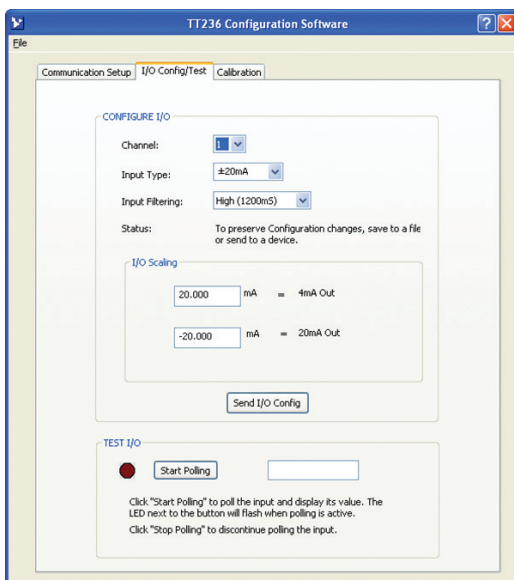 TT236 Configuration Software
File
Communication Setup I/O Config/Test Calibration
CONFIGURE I/O
Channel: 1
Input Type: ±20mA
Input Filtering: High (1200mS)
Status: To preserve Configuration changes, save to a file
or send to a device.
I/O Scaling
20.000 mA = 4mA Out
-20.000 mA = 20mA Out
Send I/O Config
TEST I/O
Start Polling
Click "Start Polling" to poll the input and display its value. The
LED next to the button will flash when polling is active.
Click "Stop Polling" to discontinue polling the input.